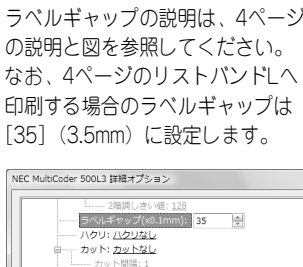 ラベルギャップの説明は、4ページ
の説明と図を参照してください。
なお、4ページのリストバンドLへ
印刷する場合のラベルギャップは
[35]（3.5mm）に設定します。
NEC MultiCoder 500L3 詳細オプション
2階調しきい値: 128
ラベルギャップ(x0.1mm): 35
ハクリ: ハクリなし
カット: カットなし
カット間隔: 1